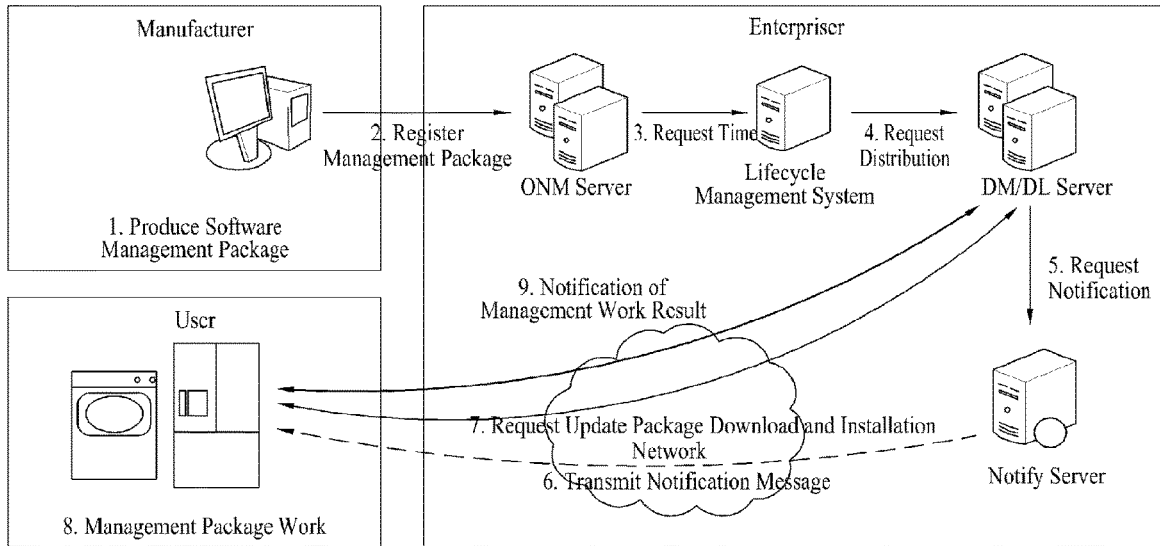 Manufacturer
1. Produce Software
Management Package
2. Register
Management Package
Enterpriser
ONM Server
3. Request Time
Lifecycle
Management System
4. Request
Distribution
DM/DL Server
5. Request
Notification
Notify Server
9. Notification of
Management Work Result
7. Request Update Package Download and Installation
Network
6. Transmit Notification Message
User
8. Management Package Work